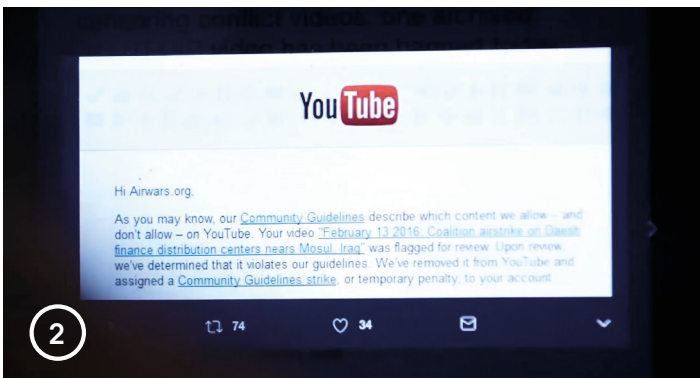 YouTube
Hi Airwars.org,
As you may know, our Community Guidelines describe which content we allow – and
don't allow – on YouTube. Your video "February 13 2016: Coalition airstrike on Daesh
finance distribution centers nears Mosul, Iraq" was flagged for review. Upon review,
we've determined that it violates our guidelines. We've removed it from YouTube and
assigned a Community Guidelines strike, or temporary penalty, to your account.
2 74 34